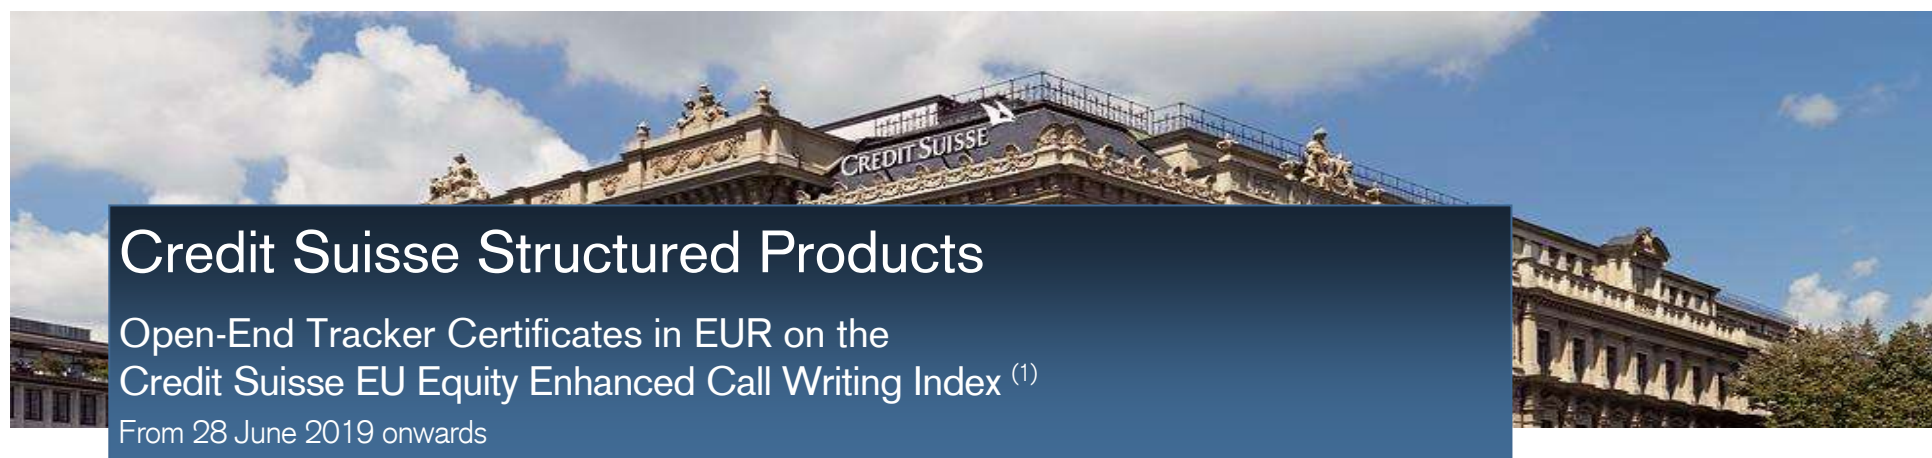 CREDIT SUISSE
Credit Suisse Structured Products
Open-End Tracker Certificates in EUR on the
Credit Suisse EU Equity Enhanced Call Writing Index (1)
From 28 June 2019 onwards